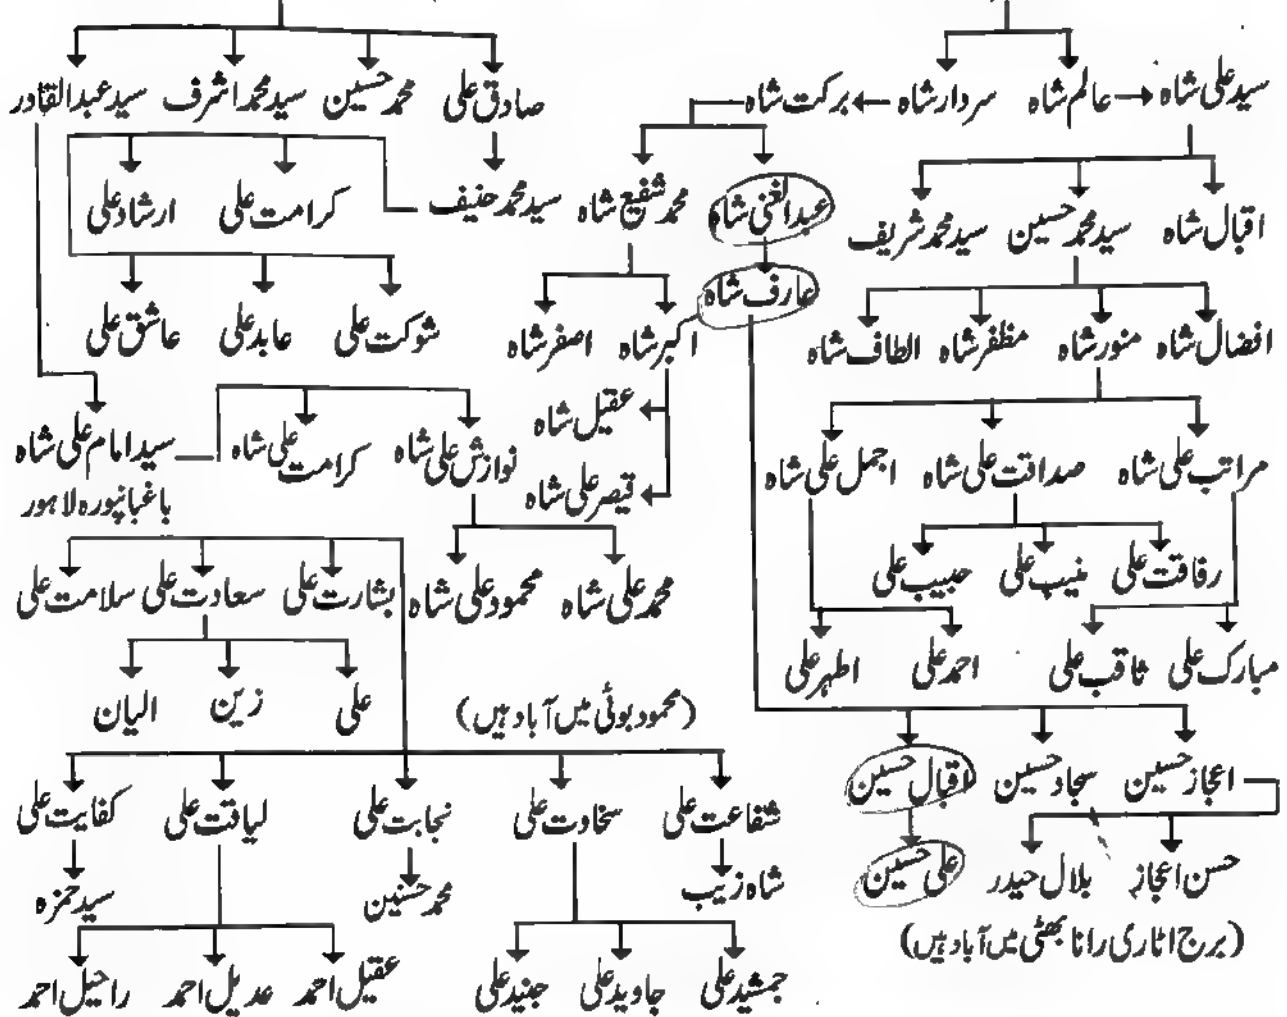 سید علی شاہ عالم شاہ سردار شاہ برکت شاہ صادق علی محمد حسین سید محمد اشرف سید عبدالقادر
اقبال شاہ سید محمد حسین سید محمد شریف عبدالغنی شاہ محمد شفیع شاہ سید محمد حنیف کرامت علی ارشاد علی
عارف شاہ
افضال شاہ منور شاہ مظفر شاہ الطاف شاہ اکبر شاہ اصغر شاہ شوکت علی عابد علی عاشق علی
عقیل شاہ
مراتب علی شاہ صداقت علی شاہ اجمل علی شاہ قیصر علی شاہ نوازش علی شاہ کرامت علی شاہ سید امام علی شاہ
باغبانپورہ لاہور
رفاقت علی منیب علی حبیب علی محمد علی شاہ محمود علی شاہ بشارت علی سعادت علی سلامت علی
مبارک علی ثاقب علی احمد علی اطہر علی علی زین الیان
(محمود بوئی میں آباد ہیں)
اعجاز حسین سجاد حسین اقبال حسین شفاعت علی سخاوت علی نجابت علی لیاقت علی کفایت علی
حسن اعجاز بلال حیدر علی حسین شاہ زیب محمد حسنین سید حمزہ
(برج اٹاری رانا بھٹی میں آباد ہیں)
جمشید علی جاوید علی جنید علی عقیل احمد عدیل احمد راحیل احمد